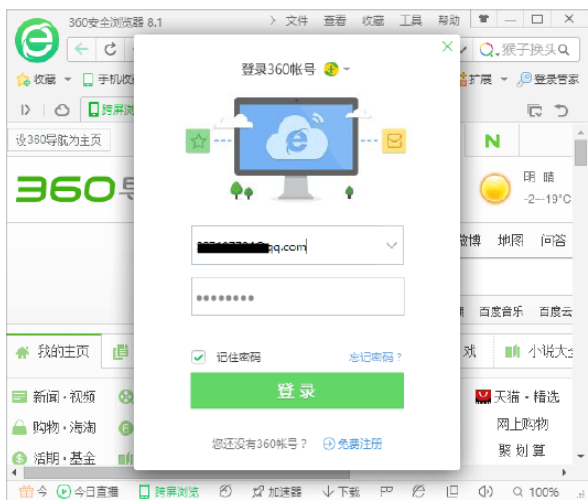 360安全浏览器 8.1
文件 查看 收藏 工具 帮助
猴子换头
收藏 手机收
扩展 登录管家
跨屏浏
设360导航为主页
N
360导
明 晴
-2~19°C
微博 地图 问答
百度音乐 百度云
我的主页
戏 小说大全
新闻·视频
天猫·精选
购物·海淘
网上购物
活期·基金
聚划算
登录360帐号
qq.com
记住密码 忘记密码?
登录
您还没有360帐号? 免费注册
今 今日直播 跨屏浏览 加速器 下载 100%